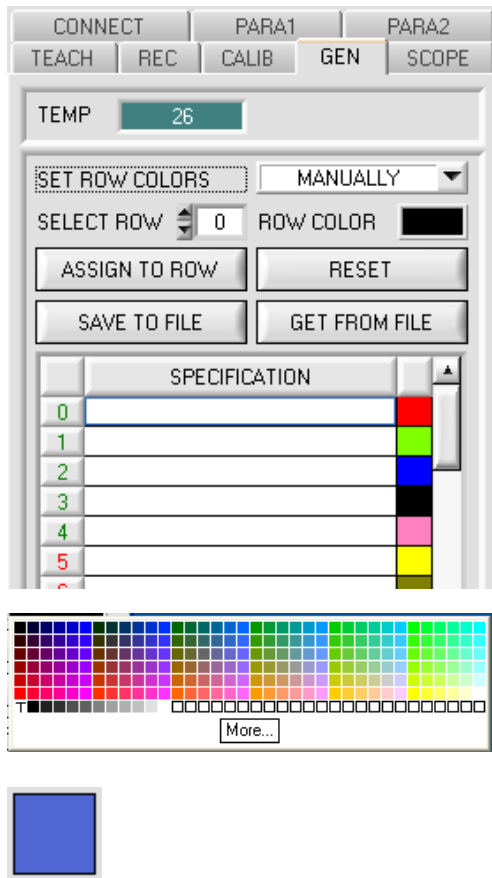 CONNECT PARA1 PARA2
TEACH REC CALIB GEN SCOPE
TEMP 26
SET ROW COLORS MANUALLY
SELECT ROW 0 ROW COLOR
ASSIGN TO ROW RESET
SAVE TO FILE GET FROM FILE
SPECIFICATION
0
1
2
3
4
5
T
More...